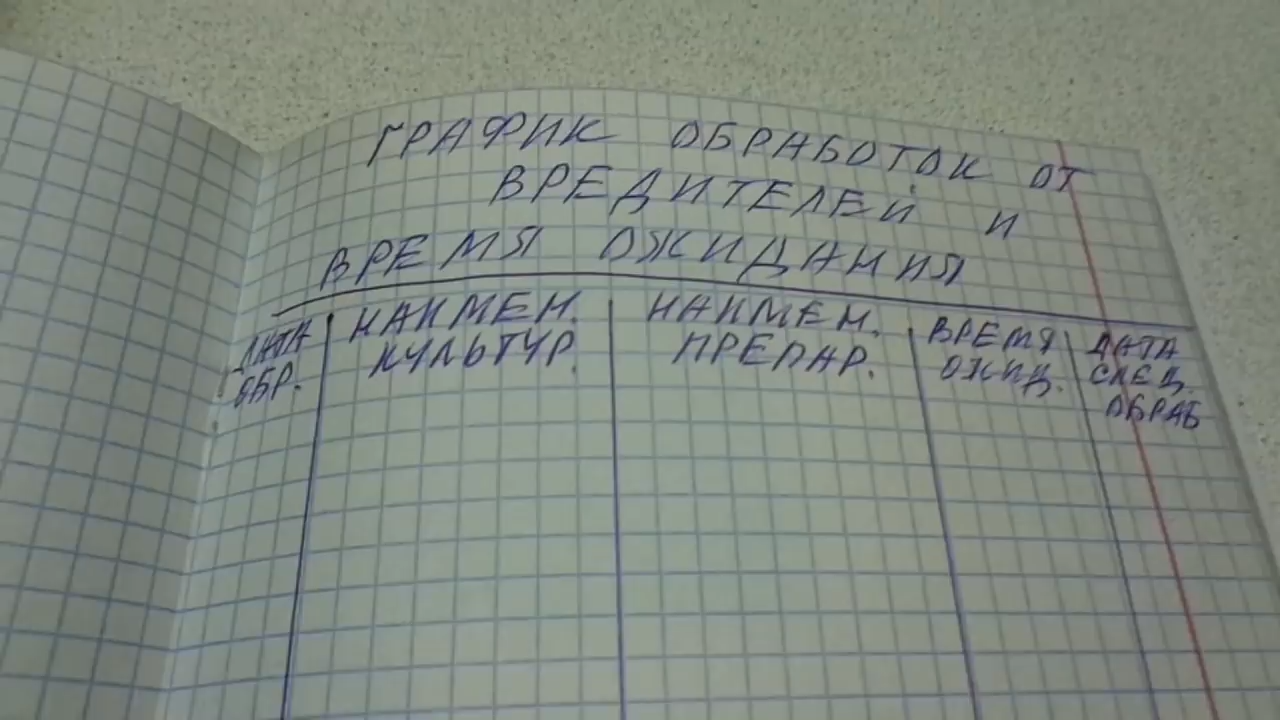 ГРАФИК ОБРАБОТОК ОТ
ВРЕДИТЕЛЕЙ И
ВРЕМЯ ОЖИДАНИЯ
ДАТА ОБР.
НАИМЕН. КУЛЬТУР.
НАИМЕН. ПРЕПАР.
ВРЕМЯ ОЖИД.
ДАТА СЛЕД. ОБРАБ